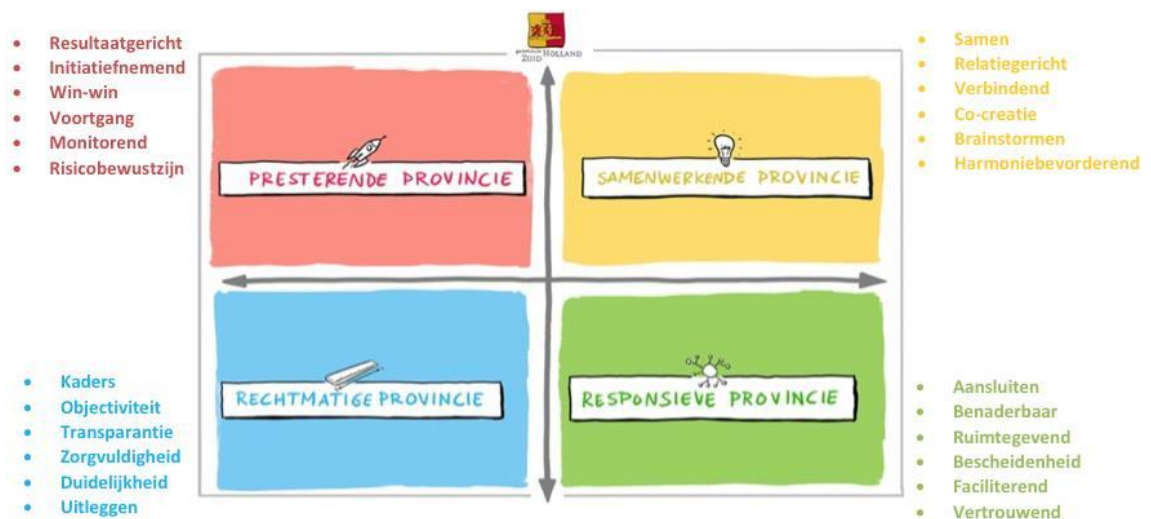 provincie
ZUID HOLLAND
• Resultaatgericht
• Initiatiefnemend
• Win-win
• Voortgang
• Monitorend
• Risicobewustzijn
PRESTERENDE PROVINCIE
SAMENWERKENDE PROVINCIE
• Samen
• Relatiegericht
• Verbindend
• Co-creatie
• Brainstormen
• Harmoniebevorderend
• Kaders
• Objectiviteit
• Transparantie
• Zorgvuldigheid
• Duidelijkheid
• Uitleggen
RECHTMATIGE PROVINCIE
RESPONSIEVE PROVINCIE
• Aansluiten
• Benaderbaar
• Ruimtegevend
• Bescheidenheid
• Faciliterend
• Vertrouwend